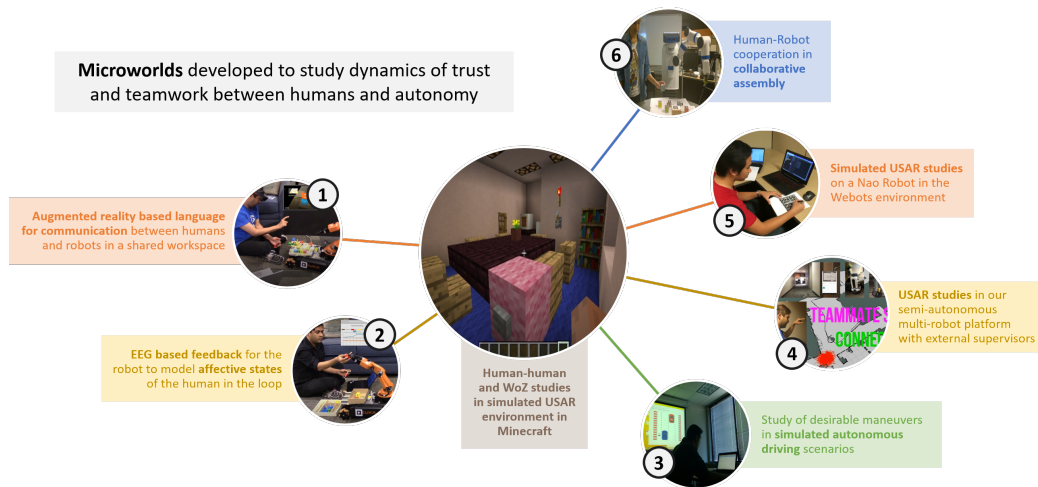 Microworlds developed to study dynamics of trust
and teamwork between humans and autonomy
6
Human-Robot
cooperation in
collaborative
assembly
1
Augmented reality based language
for communication between humans
and robots in a shared workspace
5
Simulated USAR studies
on a Nao Robot in the
Webots environment
2
EEG based feedback for the
robot to model affective states
of the human in the loop
4
TEAMMATE S
CONNE
USAR studies in our
semi-autonomous
multi-robot platform
with external supervisors
Human-human
and WoZ studies
in simulated USAR
environment in
Minecraft
3
Study of desirable maneuvers
in simulated autonomous
driving scenarios